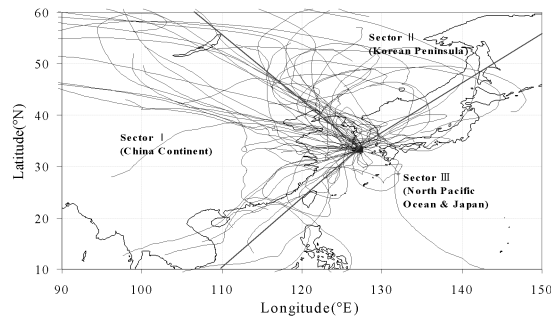 60
50
40
30
20
10
Latitude(°N)
Sector Ⅱ
(Korean Peninsula)
Sector Ⅰ
(China Continent)
Sector Ⅲ
(North Pacific
Ocean & Japan)
90 100 110 120 130 140 150
Longitude(°E)